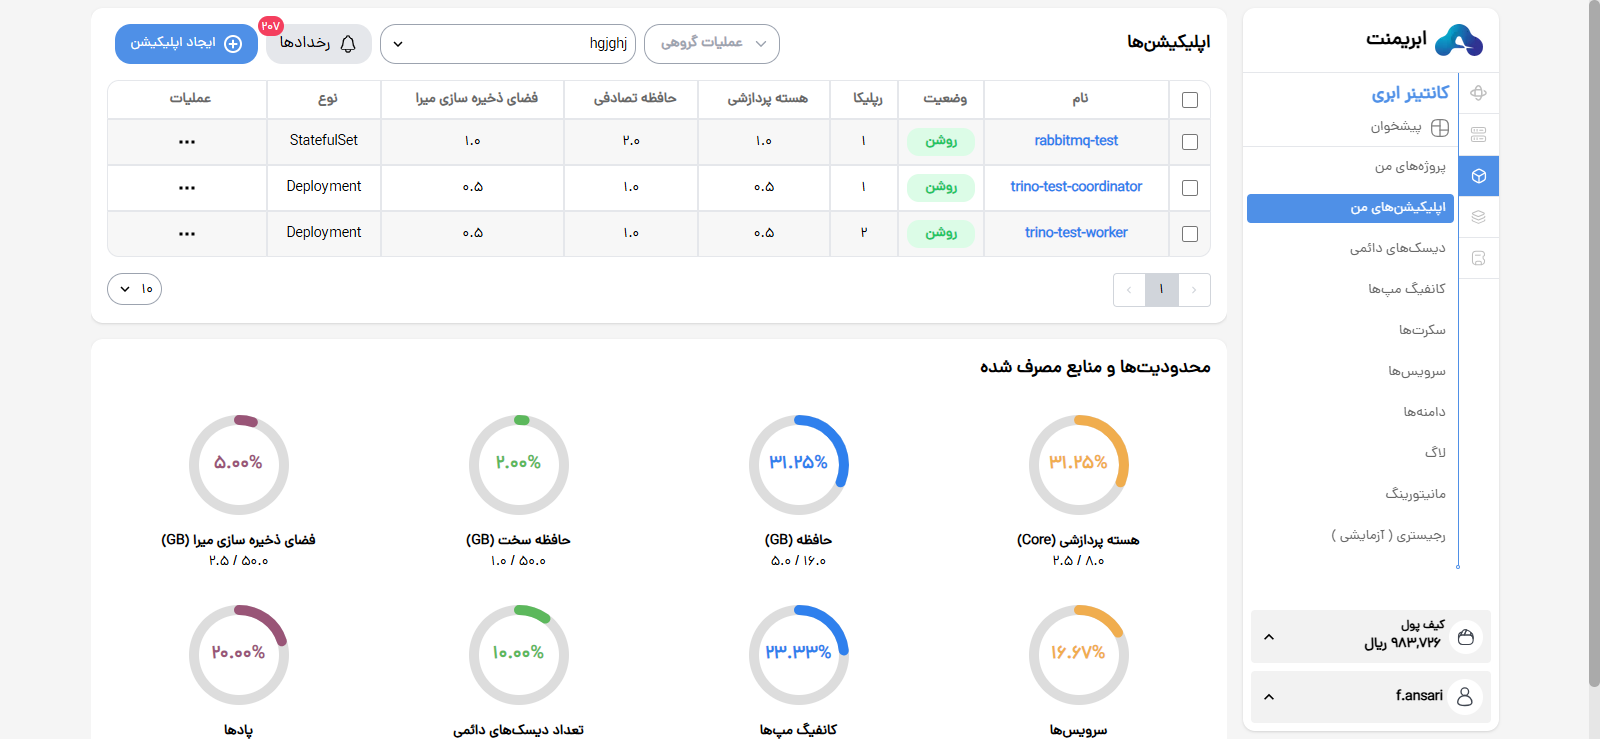 ابریمنت
کانتینر ابری
پیشخوان
پروژه‌های من
اپلیکیشن‌های من
دیسک‌های دائمی
کانفیگ مپ‌ها
سکرت‌ها
سرویس‌ها
دامنه‌ها
لاگ
مانیتورینگ
رجیستری ( آزمایشی )
کیف پول
۹۸۳,۷۲۶ ریال
f.ansari
اپلیکیشن‌ها
عملیات گروهی
hgjghj
رخدادها
۲۰۷
ایجاد اپلیکیشن
نام وضعیت رپلیکا هسته پردازشی حافظه تصادفی فضای ذخیره سازی میرا نوع عملیات
rabbitmq-test روشن ۱ ۱.۰ ۲.۰ ۱.۰ StatefulSet
trino-test-coordinator روشن ۱ ۰.۵ ۱.۰ ۰.۵ Deployment
trino-test-worker روشن ۲ ۰.۵ ۱.۰ ۰.۵ Deployment
۱
۱۰
محدودیت‌ها و منابع مصرف شده
۳۱.۲۵% ۳۱.۲۵% ۲.۰۰% ۵.۰۰%
هسته پردازشی (Core) حافظه (GB) حافظه سخت (GB) فضای ذخیره سازی میرا (GB)
۲.۵ / ۸.۰ ۵.۰ / ۱۶.۰ ۱.۰ / ۵۰.۰ ۲.۵ / ۵۰.۰
۱۶.۶۷% ۲۳.۳۳% ۱۰.۰۰% ۲۰.۰۰%
سرویس‌ها کانفیگ مپ‌ها تعداد دیسک‌های دائمی پادها